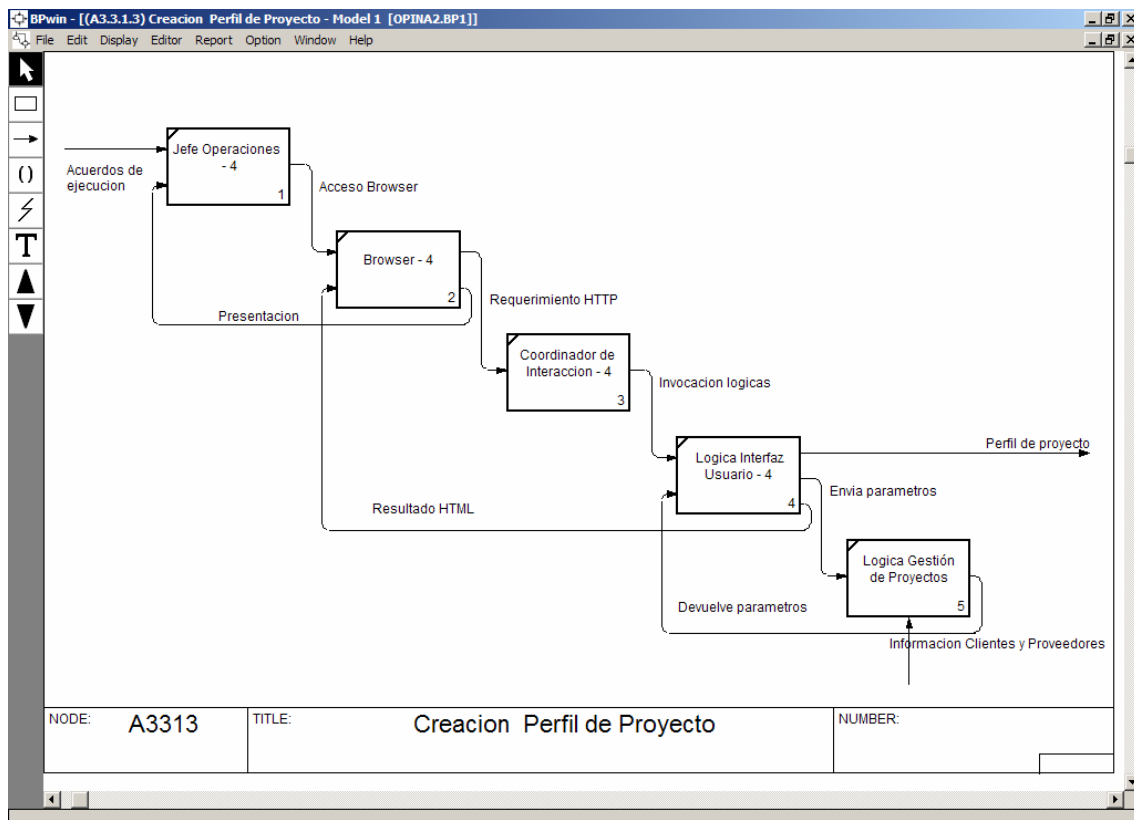 BPwin - [(A3.3.1.3) Creacion  Perfil de Proyecto - Model 1  [OPINA2.BP1]]
File Edit Display Editor Report Option Window Help
T
Jefe Operaciones
- 4
1
Acuerdos de
ejecucion
Acceso Browser
Browser - 4
2
Presentacion
Requerimiento HTTP
Coordinador de
Interaccion - 4
3
Invocacion logicas
Logica Interfaz
Usuario - 4
4
Perfil de proyecto
Envia parametros
Resultado HTML
Logica Gestión
de Proyectos
5
Devuelve parametros
Informacion Clientes y Proveedores
NODE:
A3313
TITLE:
Creacion  Perfil de Proyecto
NUMBER: